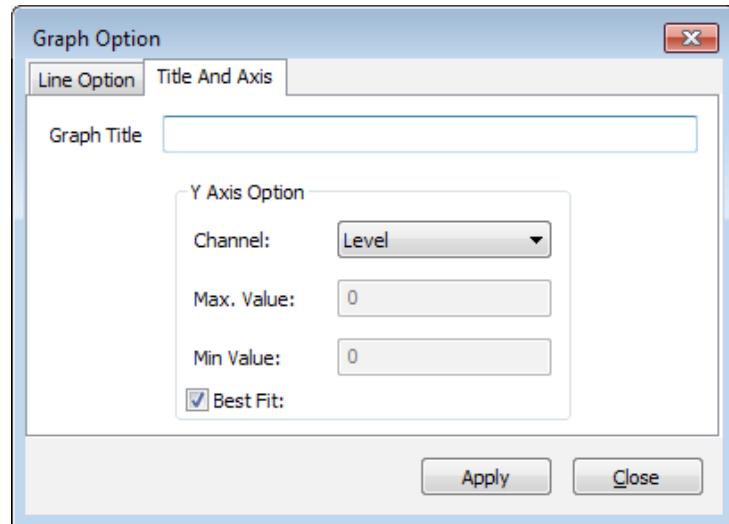 Graph Option
Line Option Title And Axis
Graph Title
Y Axis Option
Channel: Level
Max. Value: 0
Min Value: 0
Best Fit:
Apply Close